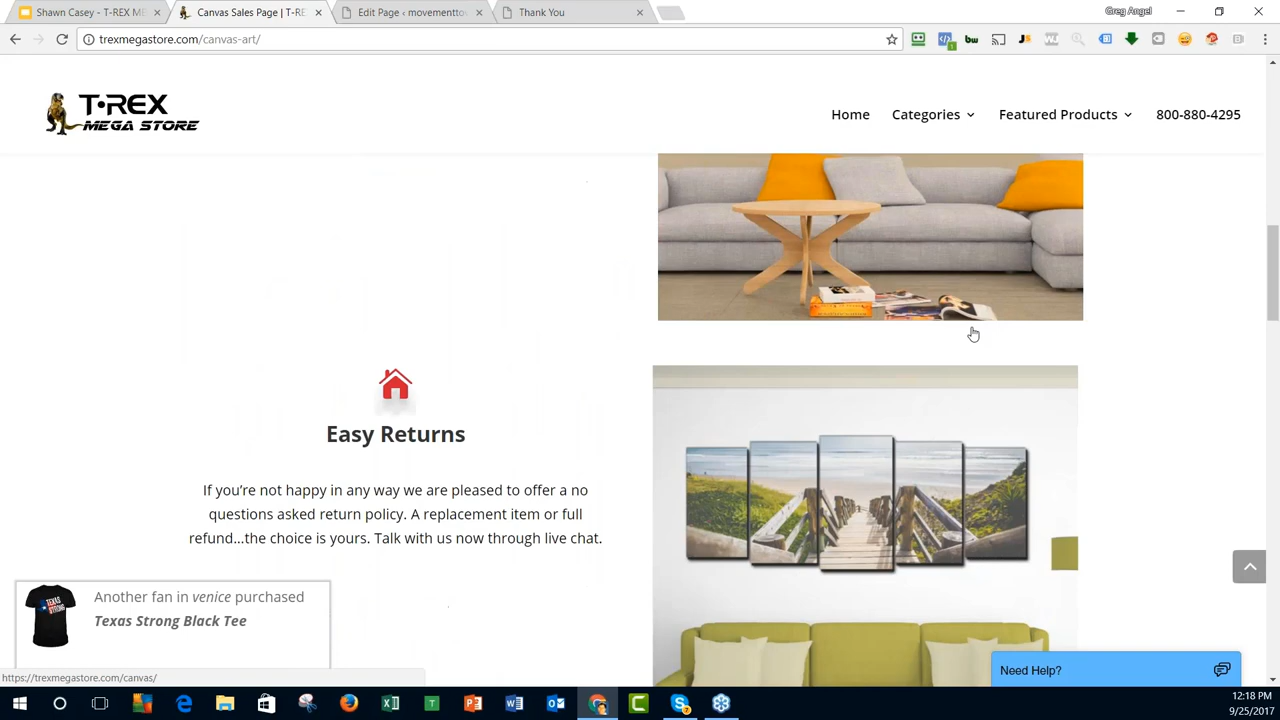 Shawn Casey - T-REX ME
Canvas Sales Page | T-RE
Edit Page ‹ movementto
Thank You
Greg Angel
trexmegastore.com/canvas-art/
T-REX
MEGA STORE
Home
Categories
Featured Products
800-880-4295
Easy Returns
If you're not happy in any way we are pleased to offer a no
questions asked return policy. A replacement item or full
refund...the choice is yours. Talk with us now through live chat.
TEXAS
STRONG
Another fan in venice purchased
Texas Strong Black Tee
https://trexmegastore.com/canvas/
Need Help?
12:18 PM
9/25/2017